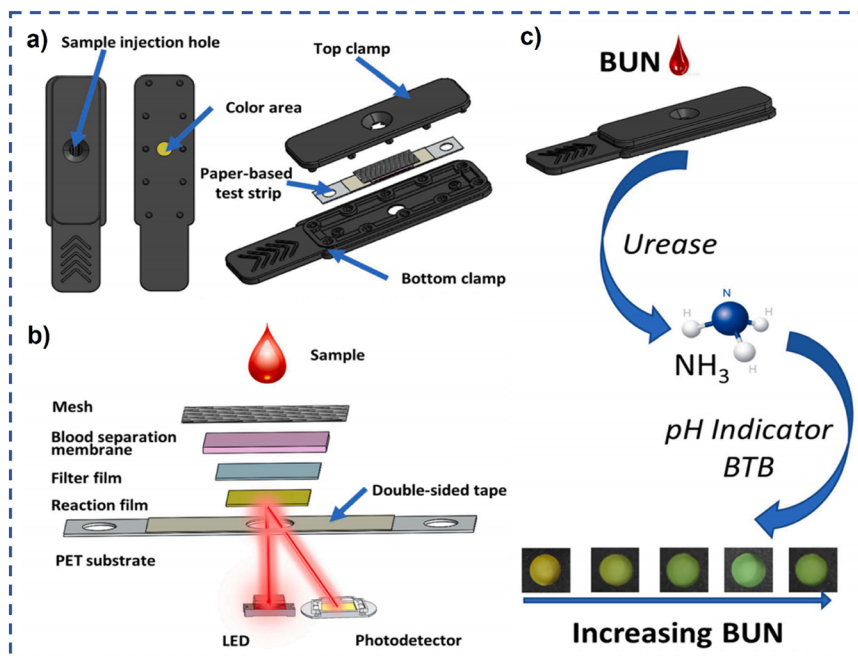 a)
Sample injection hole
Color area
Top clamp
Paper-based
test strip
Bottom clamp
b)
Sample
Mesh
Blood separation
membrane
Filter film
Reaction film
Double-sided tape
PET substrate
LED
Photodetector
c)
BUN
Urease
N
H
H
H
NH₃
pH Indicator
BTB
Increasing BUN